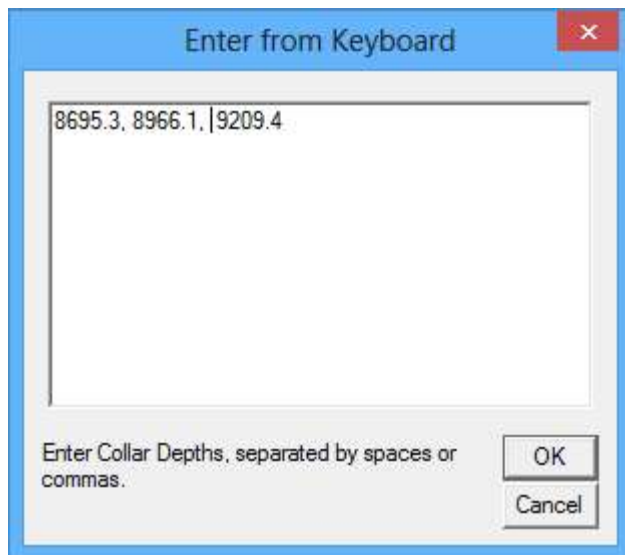 Enter from Keyboard
8695.3, 8966.1, 9209.4
Enter Collar Depths, separated by spaces or
commas.
OK
Cancel